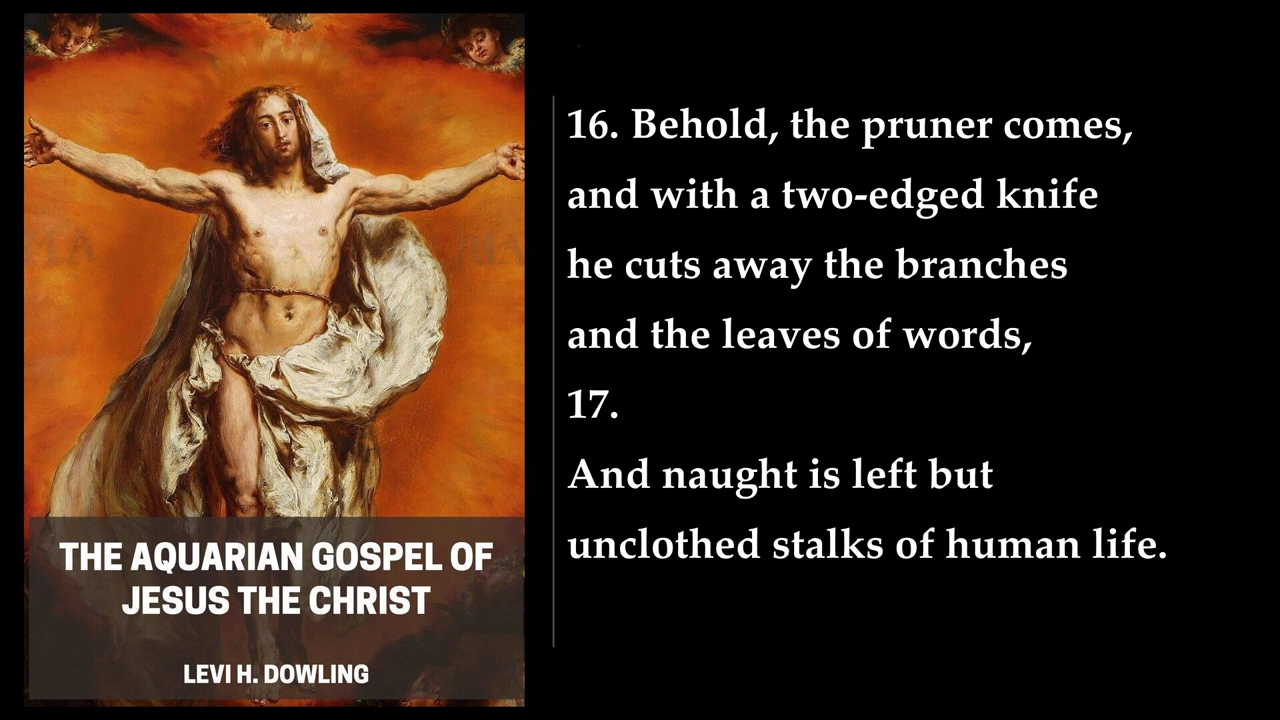 16. Behold, the pruner comes,
and with a two-edged knife
he cuts away the branches
and the leaves of words,
17.
And naught is left but
unclothed stalks of human life.
THE AQUARIAN GOSPEL OF
JESUS THE CHRIST
LEVI H. DOWLING